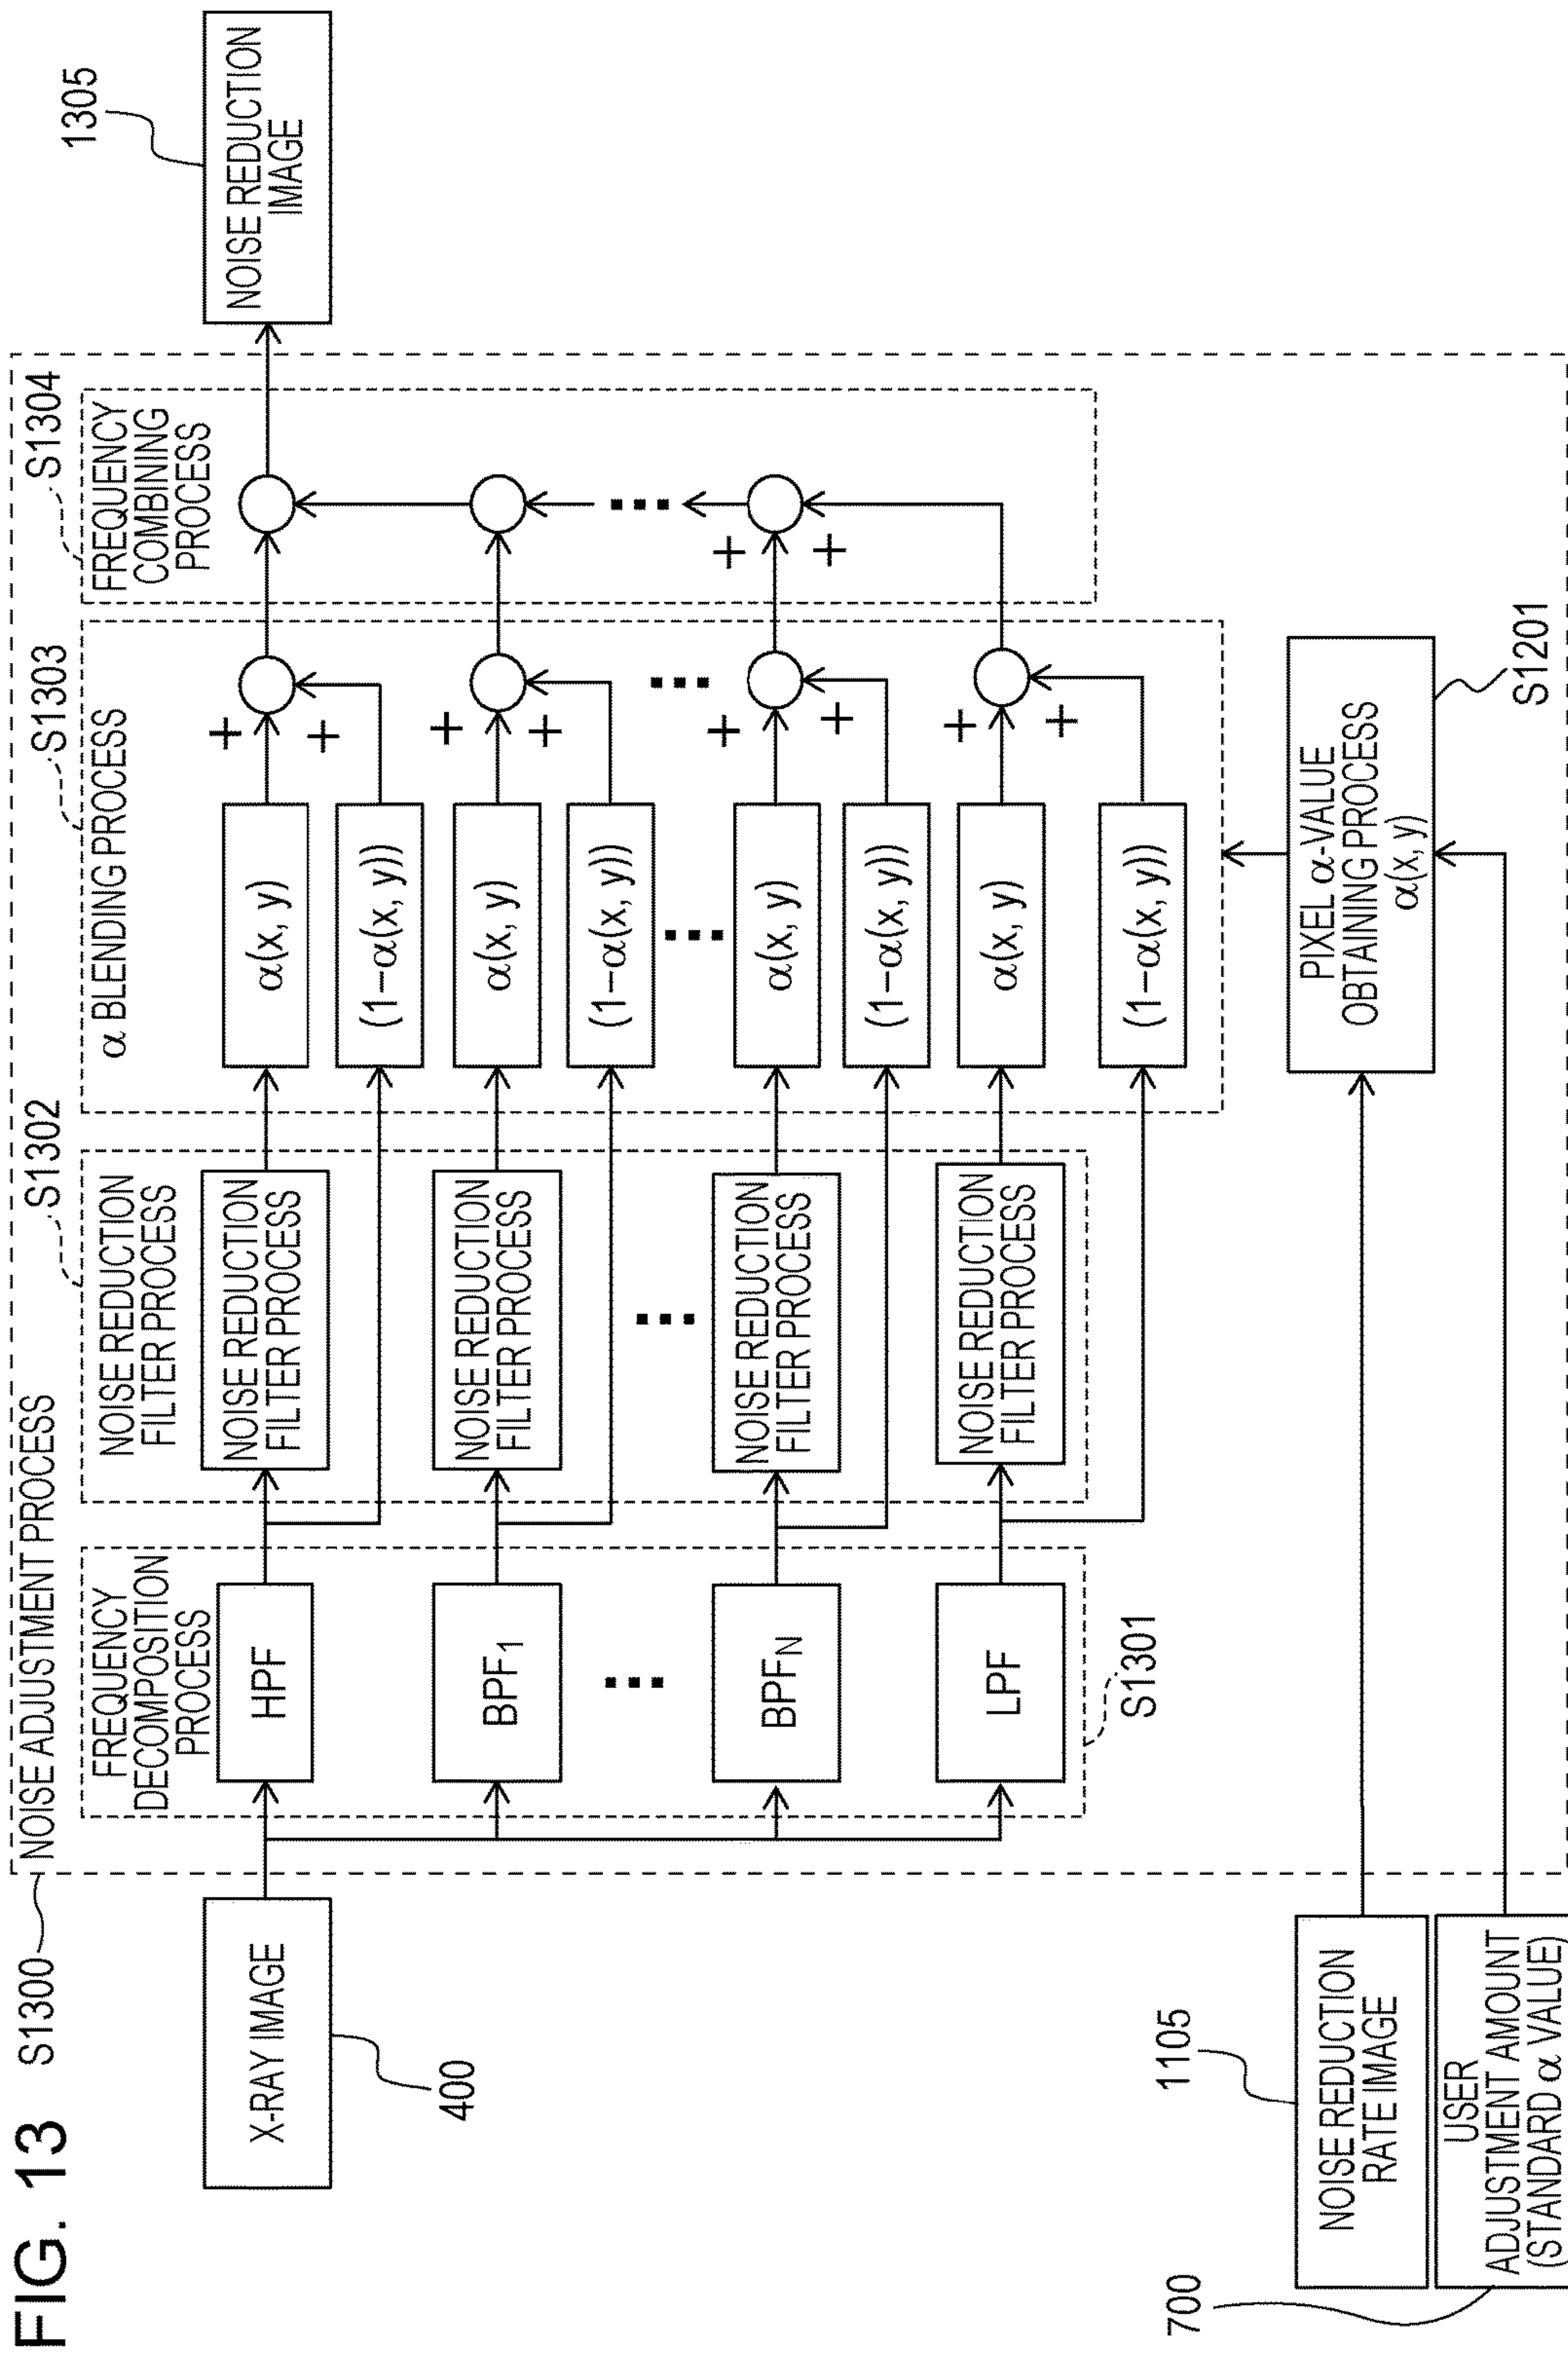 FIG. 13
S1300
NOISE ADJUSTMENT PROCESS
X-RAY IMAGE
400
FREQUENCY
DECOMPOSITION
PROCESS
HPF
BPF1
...
BPFN
LPF
S1301
S1302
NOISE REDUCTION
FILTER PROCESS
NOISE REDUCTION
FILTER PROCESS
NOISE REDUCTION
FILTER PROCESS
...
NOISE REDUCTION
FILTER PROCESS
NOISE REDUCTION
FILTER PROCESS
S1303
α BLENDING PROCESS
α(x, y)
(1−α(x, y))
α(x, y)
(1−α(x, y))
...
α(x, y)
(1−α(x, y))
α(x, y)
(1−α(x, y))
+
+
+
+
...
+
+
+
+
S1304
FREQUENCY
COMBINING
PROCESS
...
+
+
1305
NOISE REDUCTION
IMAGE
1105
NOISE REDUCTION
RATE IMAGE
700
USER
ADJUSTMENT AMOUNT
(STANDARD α VALUE)
PIXEL α-VALUE
OBTAINING PROCESS
α(x, y)
S1201